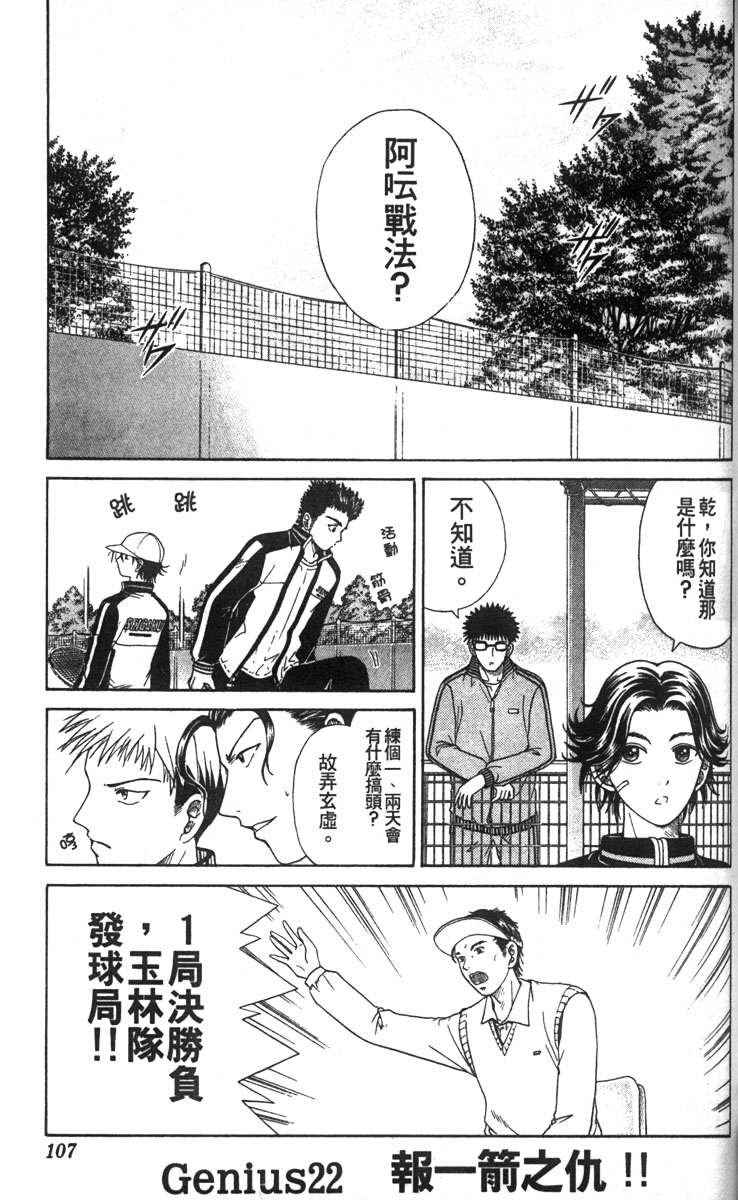 阿呍戰法?
乾，你知道那
是什麼嗎?
不知道。
活動
筋骨
跳
跳
練個一、兩天會
有什麼搞頭?
故弄玄虛。
1局決勝負
，玉林隊
發球局!!
107
Genius22 報一箭之仇!!